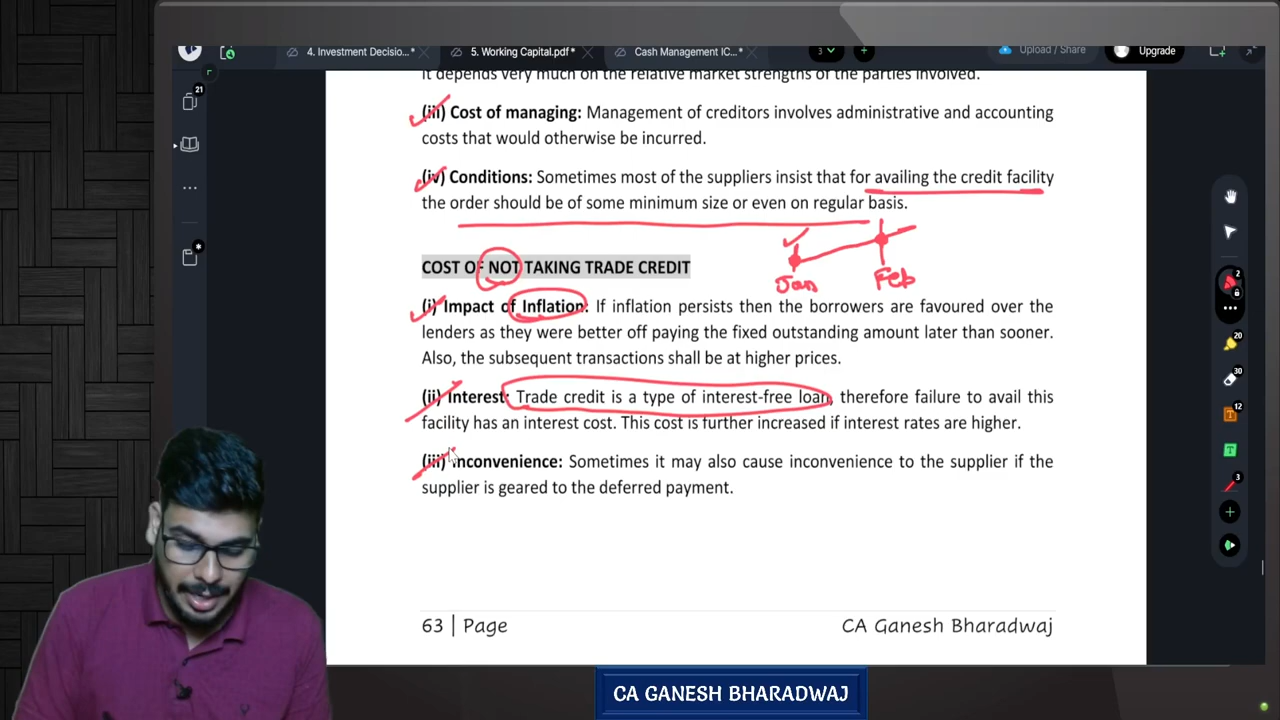 4. Investment Decisio...*
5. Working Capital.pdf*
Cash Management IC...*
3
Upload / Share
Upgrade
21
it depends very much on the relative market strengths of the parties involved.
(iii) Cost of managing: Management of creditors involves administrative and accounting
costs that would otherwise be incurred.
(iv) Conditions: Sometimes most of the suppliers insist that for availing the credit facility
the order should be of some minimum size or even on regular basis.
COST OF NOT TAKING TRADE CREDIT
Jan
Feb
(i) Impact of Inflation: If inflation persists then the borrowers are favoured over the
lenders as they were better off paying the fixed outstanding amount later than sooner.
Also, the subsequent transactions shall be at higher prices.
(ii) Interest: Trade credit is a type of interest-free loan, therefore failure to avail this
facility has an interest cost. This cost is further increased if interest rates are higher.
(iii) Inconvenience: Sometimes it may also cause inconvenience to the supplier if the
supplier is geared to the deferred payment.
63 | Page
CA Ganesh Bharadwaj
2
20
30
12
T
3
CA GANESH BHARADWAJ